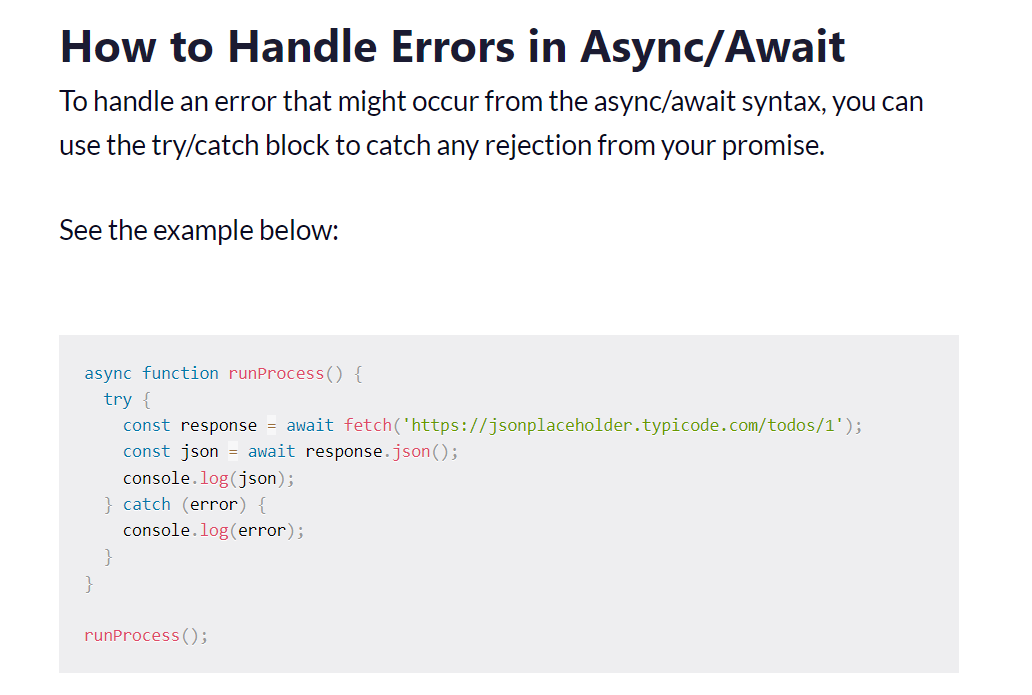 How to Handle Errors in Async/Await
To handle an error that might occur from the async/await syntax, you can
use the try/catch block to catch any rejection from your promise.
See the example below:
async function runProcess() {
  try {
    const response = await fetch('https://jsonplaceholder.typicode.com/todos/1');
    const json = await response.json();
    console.log(json);
  } catch (error) {
    console.log(error);
  }
}
runProcess();